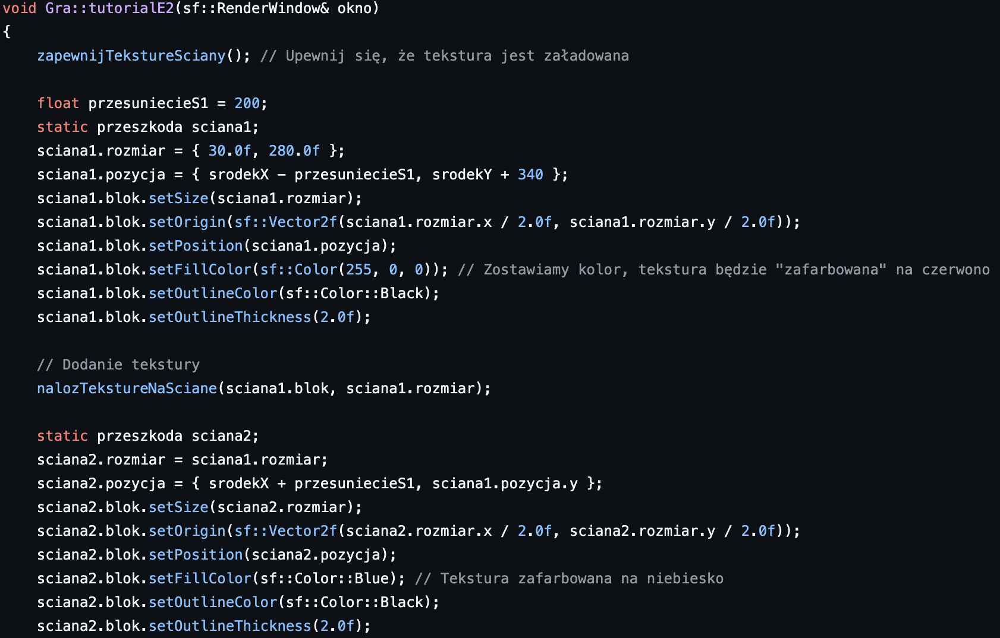 void Gra::tutorialE2(sf::RenderWindow& okno)
{
    zapewnijTekstureSciany(); // Upewnij się, że tekstura jest załadowana

    float przesuniecieS1 = 200;
    static przeszkoda sciana1;
    sciana1.rozmiar = { 30.0f, 280.0f };
    sciana1.pozycja = { srodekX - przesuniecieS1, srodekY + 340 };
    sciana1.blok.setSize(sciana1.rozmiar);
    sciana1.blok.setOrigin(sf::Vector2f(sciana1.rozmiar.x / 2.0f, sciana1.rozmiar.y / 2.0f));
    sciana1.blok.setPosition(sciana1.pozycja);
    sciana1.blok.setFillColor(sf::Color(255, 0, 0)); // Zostawiamy kolor, tekstura będzie "zafarbowana" na czerwono
    sciana1.blok.setOutlineColor(sf::Color::Black);
    sciana1.blok.setOutlineThickness(2.0f);

    // Dodanie tekstury
    nalozTekstureNaSciane(sciana1.blok, sciana1.rozmiar);

    static przeszkoda sciana2;
    sciana2.rozmiar = sciana1.rozmiar;
    sciana2.pozycja = { srodekX + przesuniecieS1, sciana1.pozycja.y };
    sciana2.blok.setSize(sciana2.rozmiar);
    sciana2.blok.setOrigin(sf::Vector2f(sciana2.rozmiar.x / 2.0f, sciana2.rozmiar.y / 2.0f));
    sciana2.blok.setPosition(sciana2.pozycja);
    sciana2.blok.setFillColor(sf::Color::Blue); // Tekstura zafarbowana na niebiesko
    sciana2.blok.setOutlineColor(sf::Color::Black);
    sciana2.blok.setOutlineThickness(2.0f);